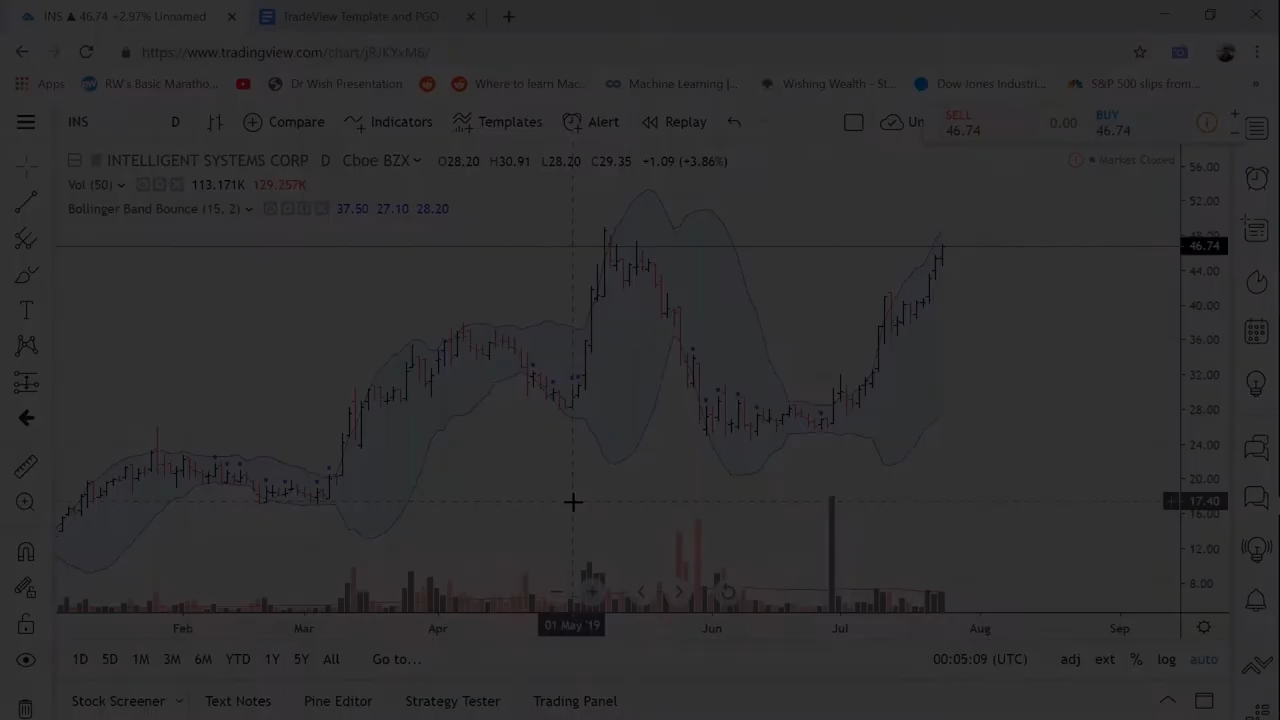 INS ▲ 46.74 +2.97% Unnamed
TradeView Template and PGO
https://www.tradingview.com/chart/jRJKYxM6/
Apps
RW's Basic Maratho...
Dr Wish Presentation
Where to learn Mac...
Machine Learning |...
Wishing Wealth - St...
Dow Jones Industri...
S&P 500 slips from...
INS D Compare Indicators Templates Alert Replay Un
SELL 46.74 0.00 BUY 46.74
INTELLIGENT SYSTEMS CORP D Cboe BZX O28.20 H30.91 L28.20 C29.35 +1.09 (+3.86%)
Market Closed
Vol (50) 113.171K 129.257K
Bollinger Band Bounce (15, 2) 37.50 27.10 28.20
56.00
52.00
46.74
44.00
40.00
36.00
32.00
28.00
24.00
20.00
17.40
16.00
12.00
8.00
Feb Mar Apr 01 May '19 Jun Jul Aug Sep
1D 5D 1M 3M 6M YTD 1Y 5Y All Go to... 00:05:09 (UTC) adj ext % log auto
Stock Screener Text Notes Pine Editor Strategy Tester Trading Panel